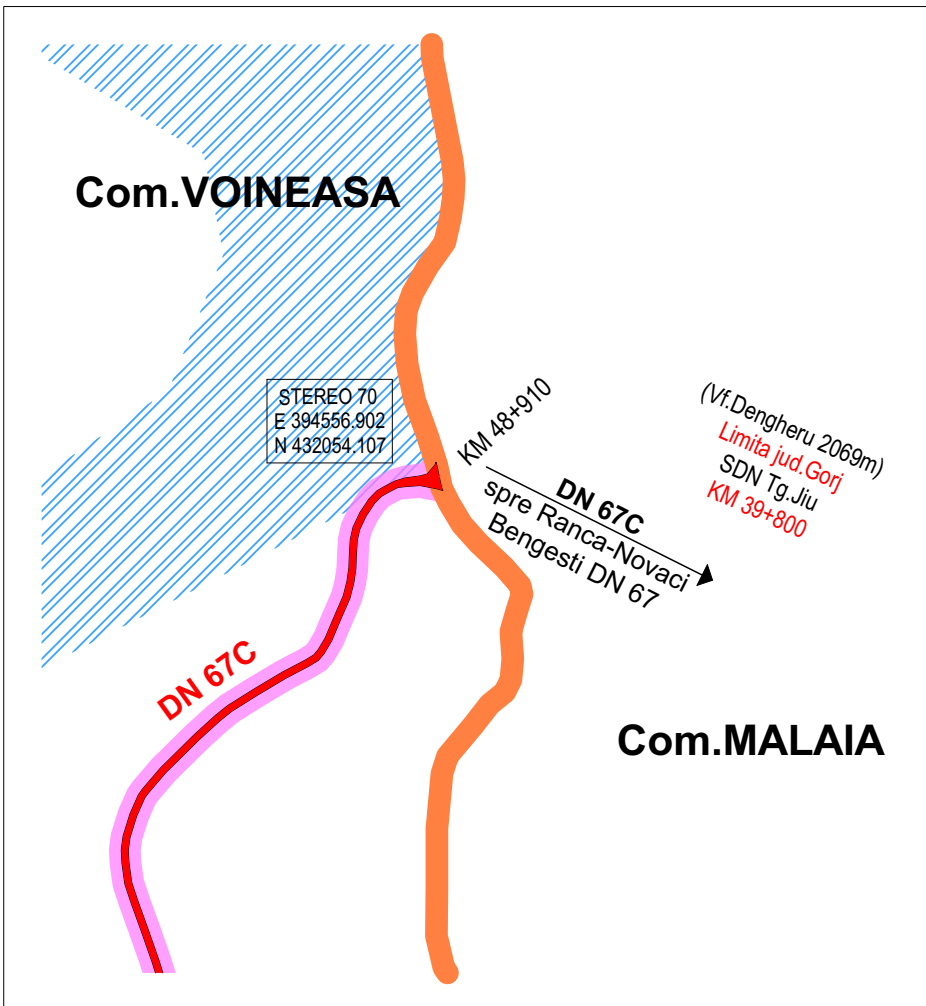 Com.VOINEASA
STEREO 70
E 394556.902
N 432054.107
KM 48+910
(Vf.Dengheru 2069m)
Limita jud.Gorj
SDN Tg.Jiu
KM 39+800
DN 67C
spre Ranca-Novaci
Bengesti DN 67
DN 67C
Com.MALAIA